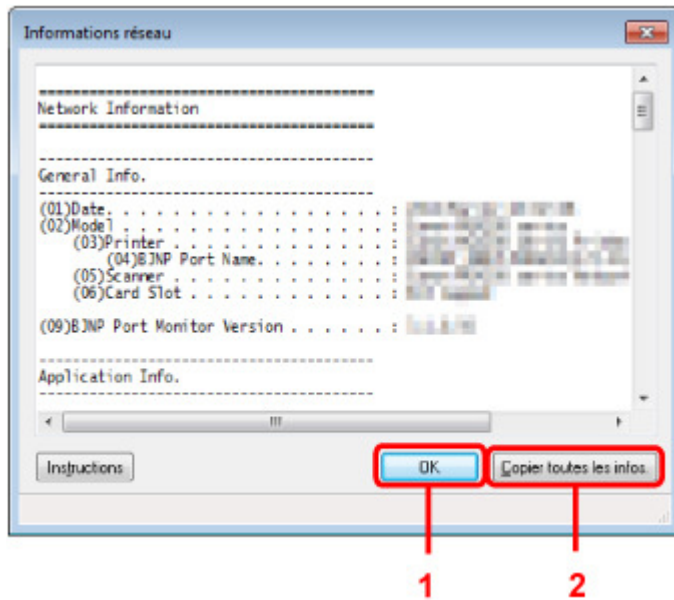 Informations réseau
========================================
Network Information
========================================
----------------------------------------
General Info.
----------------------------------------
(01)Date. . . . . . . . . . . . . . . . . :
(02)Model . . . . . . . . . . . . . . . . :
(03)Printer . . . . . . . . . . . . . :
(04)BJNP Port Name. . . . . . . . :
(05)Scanner . . . . . . . . . . . . . :
(06)Card Slot . . . . . . . . . . . . :
(09)BJNP Port Monitor Version . . . . . . :
----------------------------------------
Application Info.
----------------------------------------
Instructions
OK
Copier toutes les infos.
1
2